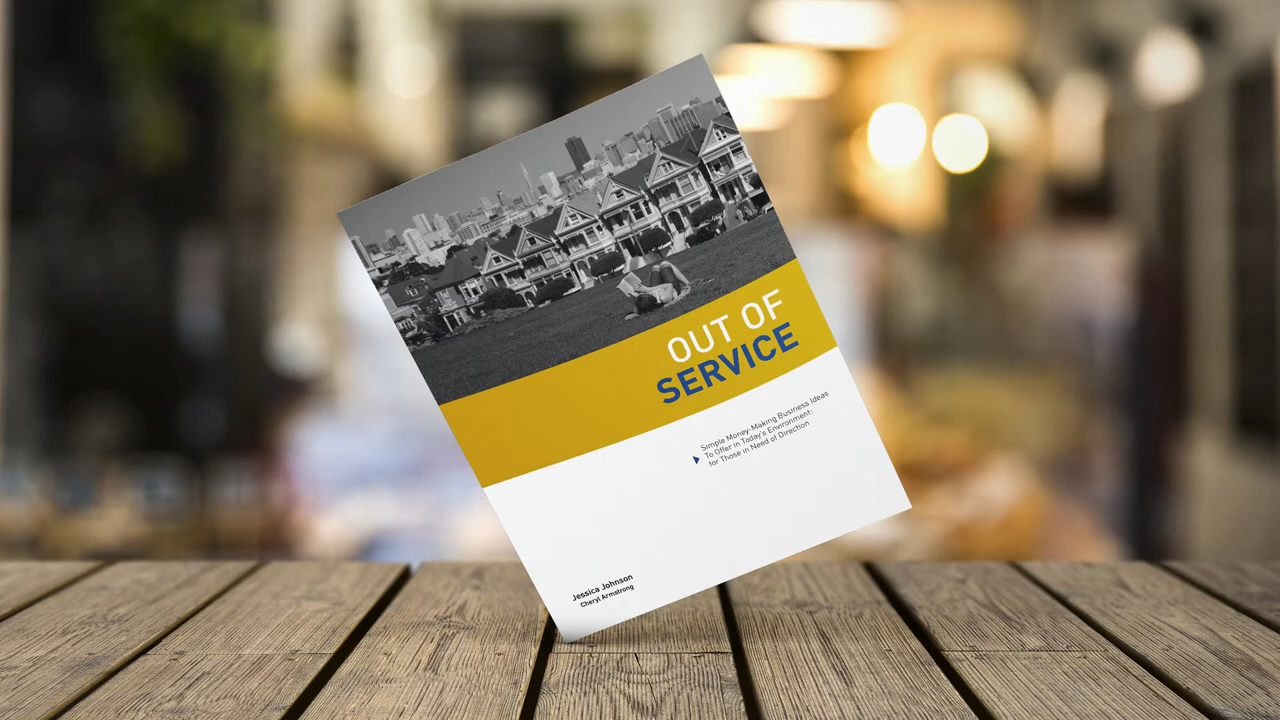 OUT OF
SERVICE
Simple Money-Making Business Ideas
To Offer in Today's Environment:
for Those in Need of Direction
Jessica Johnson
Cheryl Armstrong